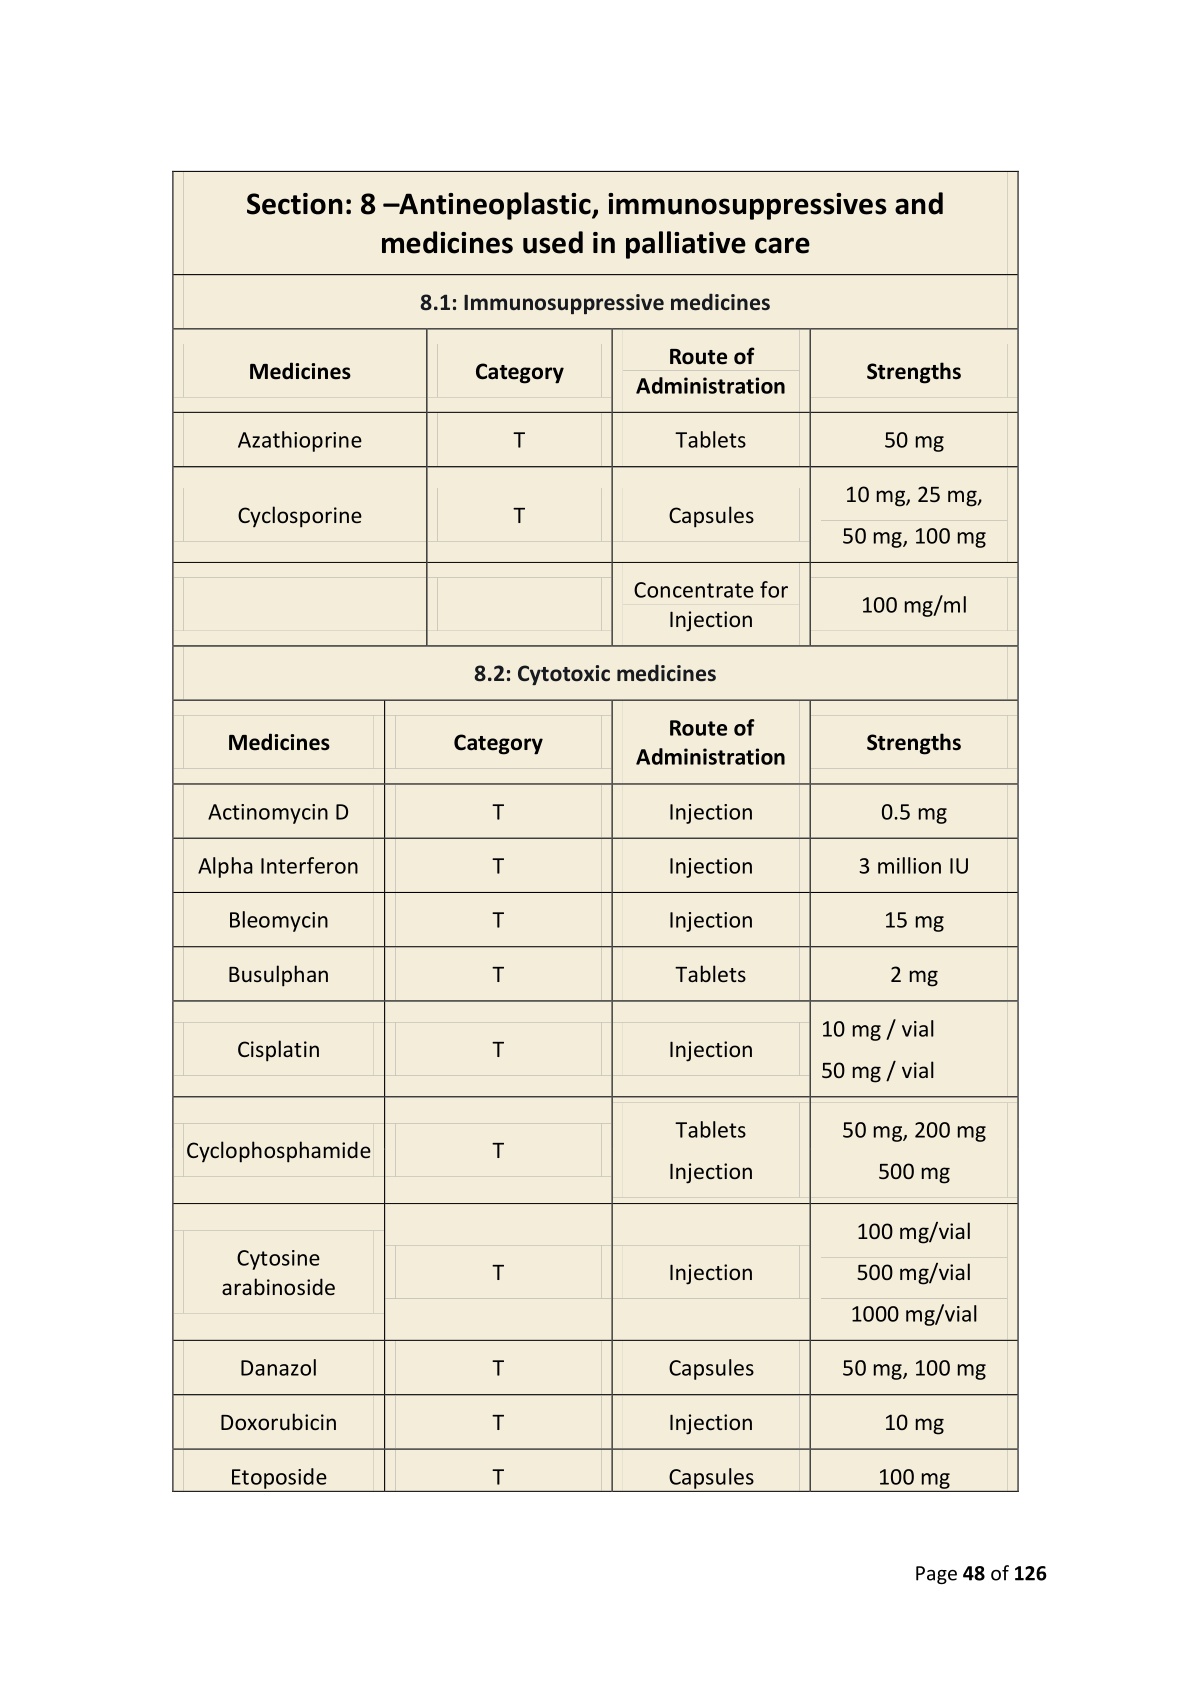 Section: 8 –Antineoplastic, immunosuppressives and
medicines used in palliative care
8.1: Immunosuppressive medicines
Medicines Category Route of Administration Strengths
Azathioprine T Tablets 50 mg
Cyclosporine T Capsules 10 mg, 25 mg,
50 mg, 100 mg
Concentrate for Injection 100 mg/ml
8.2: Cytotoxic medicines
Medicines Category Route of Administration Strengths
Actinomycin D T Injection 0.5 mg
Alpha Interferon T Injection 3 million IU
Bleomycin T Injection 15 mg
Busulphan T Tablets 2 mg
Cisplatin T Injection 10 mg / vial
50 mg / vial
Cyclophosphamide T Tablets 50 mg, 200 mg
Injection 500 mg
Cytosine arabinoside T Injection 100 mg/vial
500 mg/vial
1000 mg/vial
Danazol T Capsules 50 mg, 100 mg
Doxorubicin T Injection 10 mg
Etoposide T Capsules 100 mg
Page 48 of 126